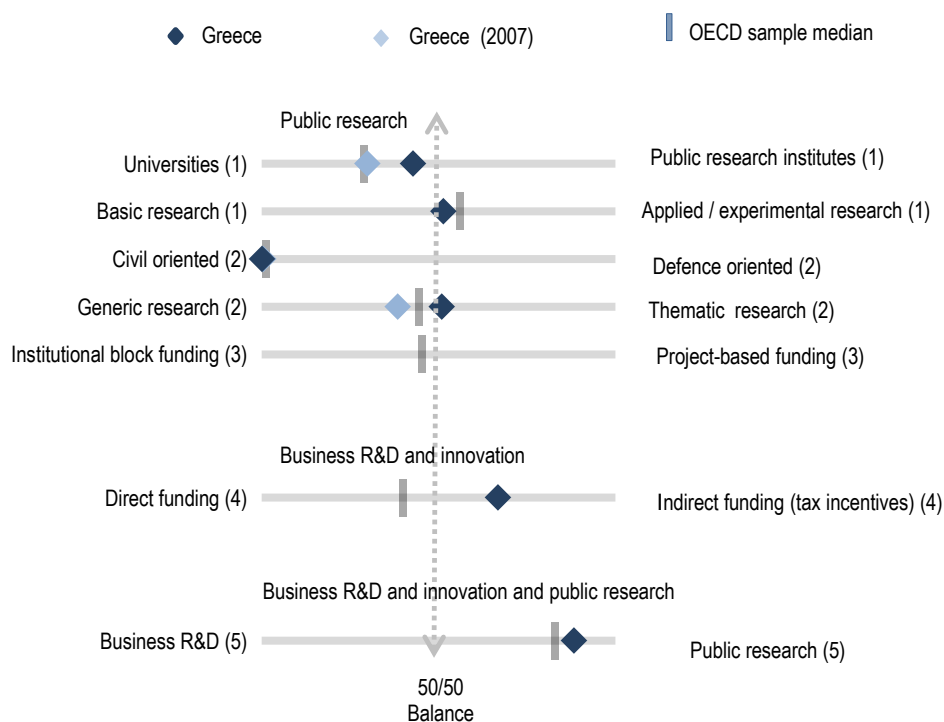 Greece
Greece (2007)
OECD sample median
Public research
Universities (1)
Public research institutes (1)
Basic research (1)
Applied / experimental research (1)
Civil oriented (2)
Defence oriented (2)
Generic research (2)
Thematic research (2)
Institutional block funding (3)
Project-based funding (3)
Business R&D and innovation
Direct funding (4)
Indirect funding (tax incentives) (4)
Business R&D and innovation and public research
Business R&D (5)
Public research (5)
50/50
Balance